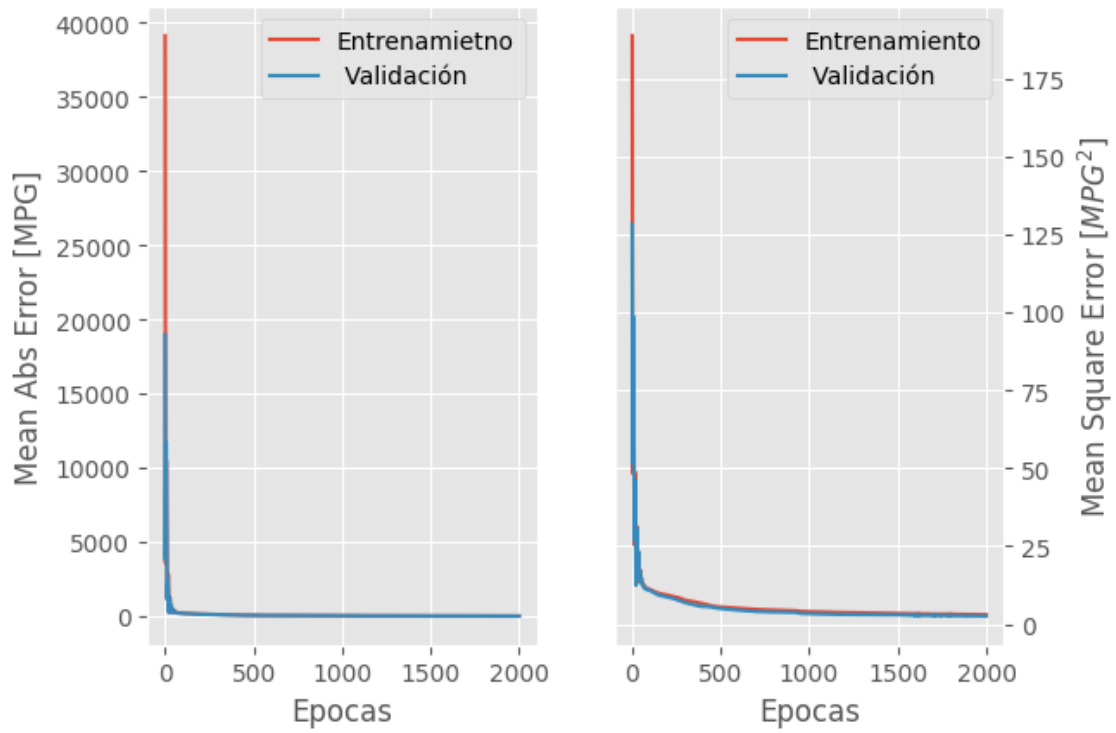 Mean Abs Error [MPG]
40000
35000
30000
25000
20000
15000
10000
5000
0
Entrenamietno
Validación
0 500 1000 1500 2000
Epocas
Entrenamiento
Validación
175
150
125
100
75
50
25
0
Mean Square Error [MPG²]
0 500 1000 1500 2000
Epocas